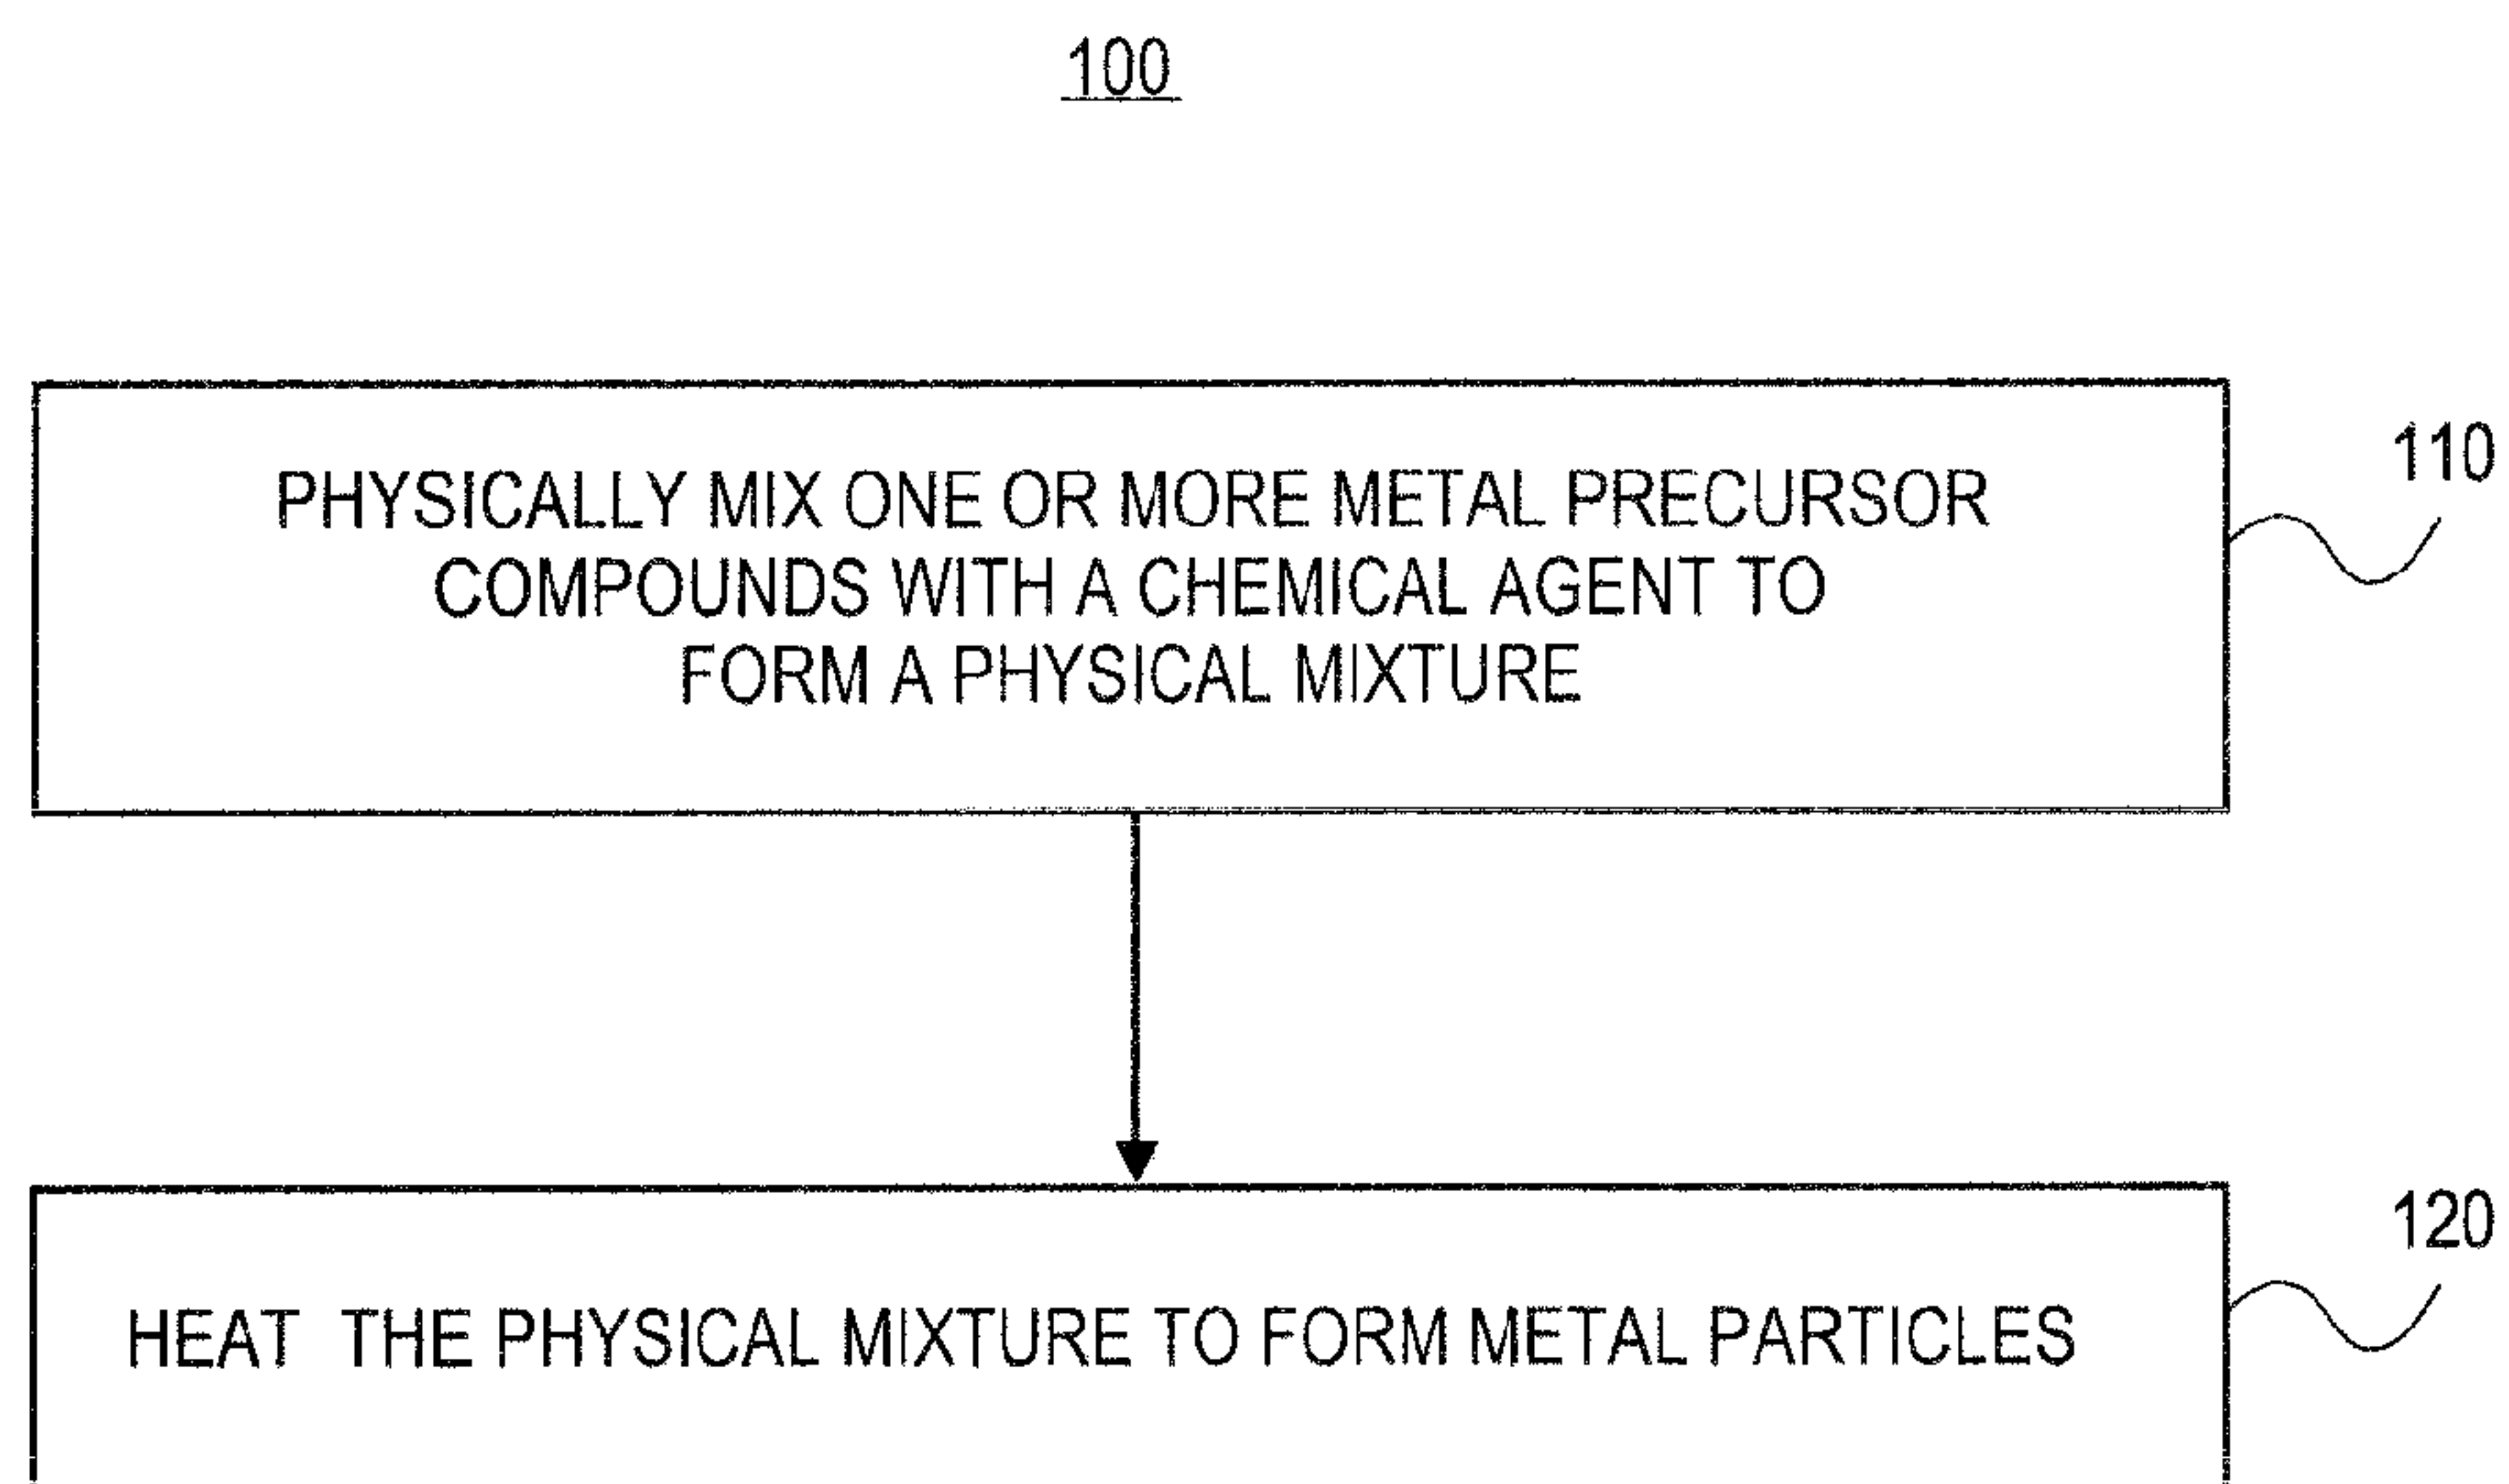 100
PHYSICALLY MIX ONE OR MORE METAL PRECURSOR
COMPOUNDS WITH A CHEMICAL AGENT TO
FORM A PHYSICAL MIXTURE
110
HEAT THE PHYSICAL MIXTURE TO FORM METAL PARTICLES
120